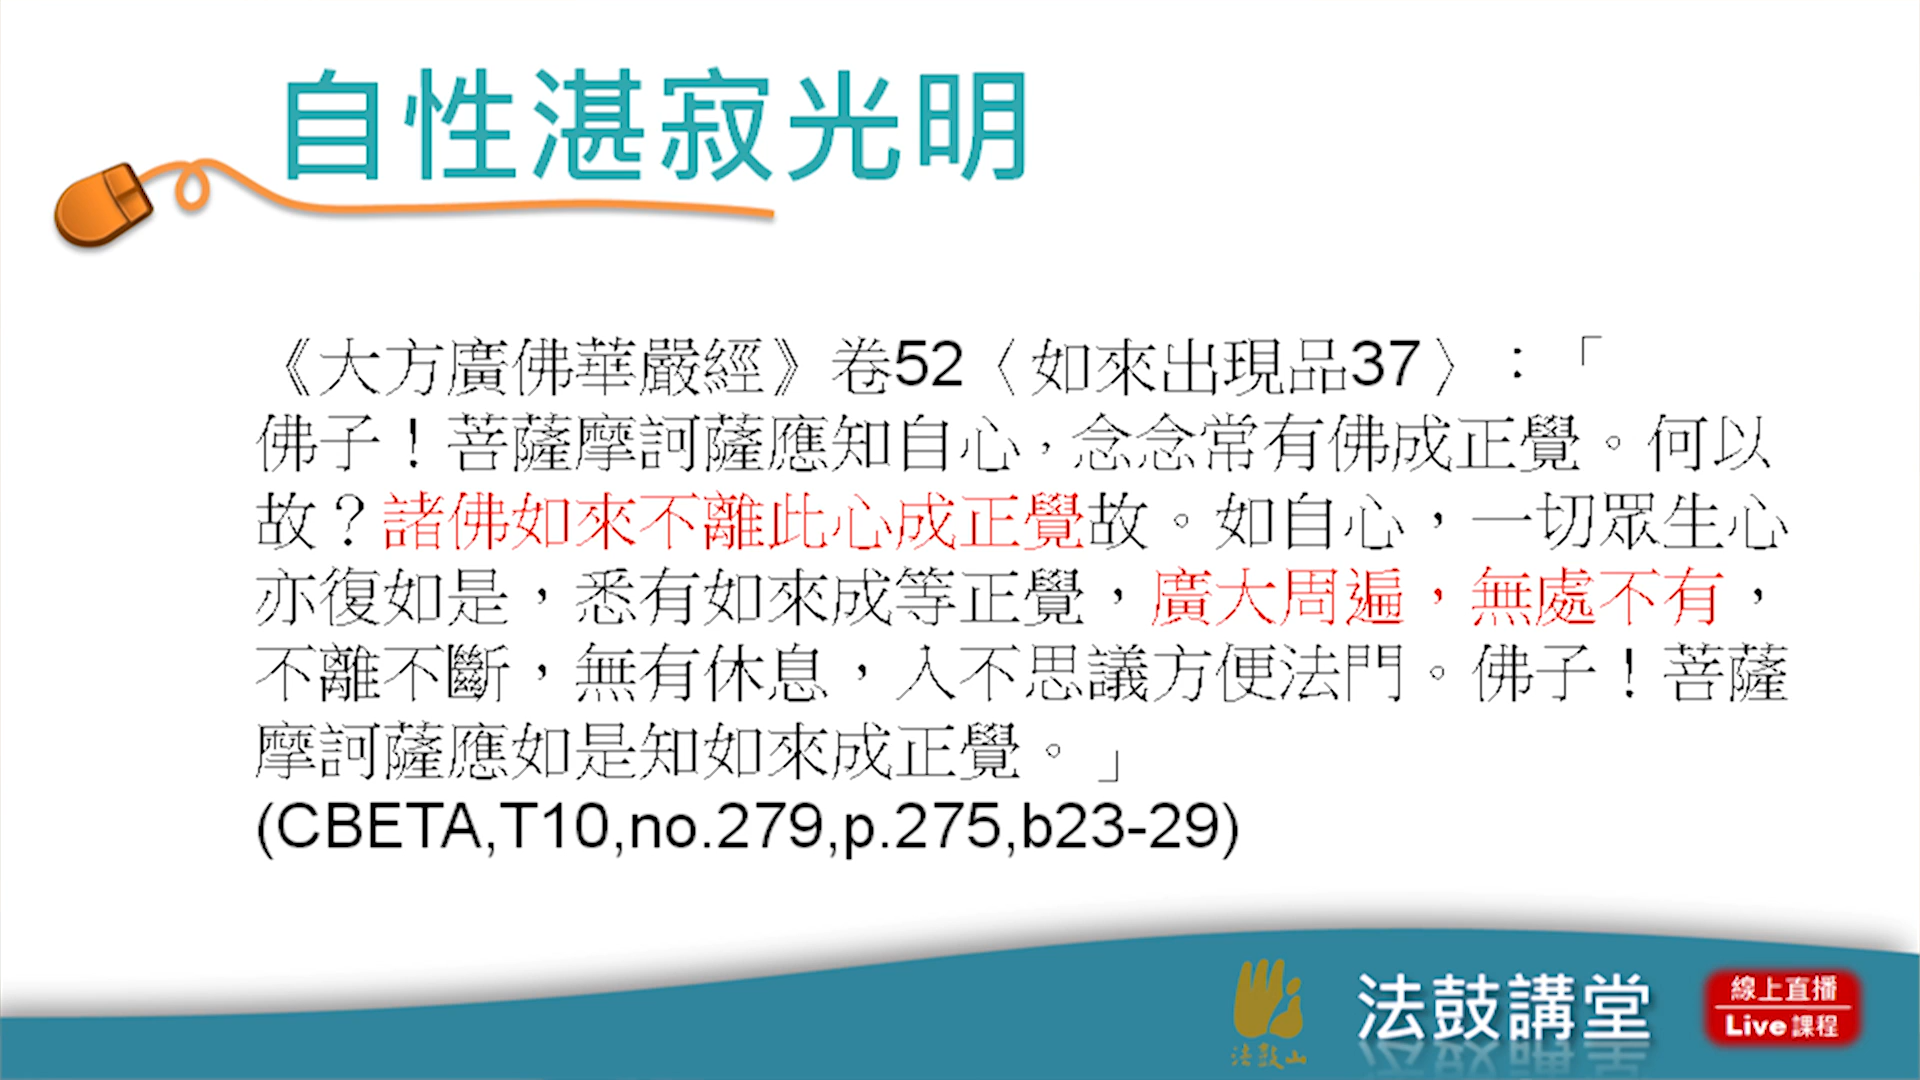 自性湛寂光明
《大方廣佛華嚴經》卷52〈如來出現品37〉：「
佛子！菩薩摩訶薩應知自心，念念常有佛成正覺。何以
故？諸佛如來不離此心成正覺故。如自心，一切眾生心
亦復如是，悉有如來成等正覺，廣大周遍，無處不有，
不離不斷，無有休息，入不思議方便法門。佛子！菩薩
摩訶薩應如是知如來成正覺。」
(CBETA,T10,no.279,p.275,b23-29)
法鼓山
法鼓講堂
線上直播
Live 課程